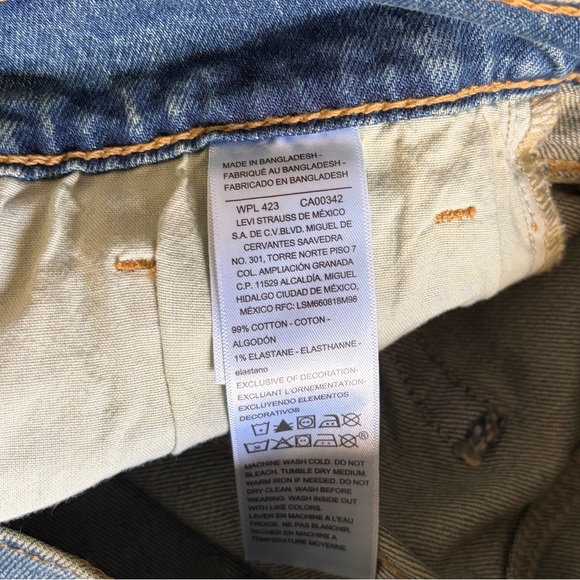 MADE IN BANGLADESH -
FABRIQUÉ AU BANGLADESH -
FABRICADO EN BANGLADESH
WPL 423 CA00342
LEVI STRAUSS DE MÉXICO
S.A. DE C.V.BLVD. MIGUEL DE
CERVANTES SAAVEDRA
NO. 301, TORRE NORTE PISO 7
COL. AMPLIACIÓN GRANADA
C.P. 11529 ALCALDÍA. MIGUEL
HIDALGO CIUDAD DE MÉXICO,
MÉXICO RFC: LSM660818M98
99% COTTON - COTON -
ALGODÓN
1% ELASTANE - ELASTHANNE -
elastano
EXCLUSIVE OF DECORATION-
EXCLUANT L'ORNEMENTATION-
EXCLUYENDO ELEMENTOS
DECORATIVOS
MACHINE WASH COLD. DO NOT
BLEACH. TUMBLE DRY MEDIUM.
WARM IRON IF NEEDED. DO NOT
DRY CLEAN. WASH BEFORE
WEARING. WASH INSIDE OUT
WITH LIKE COLORS.
LAVER EN MACHINE A L'EAU
FROIDE. NE PAS BLANCHIR.
SECHER EN MACHINE A
TEMPERATURE MOYENNE.